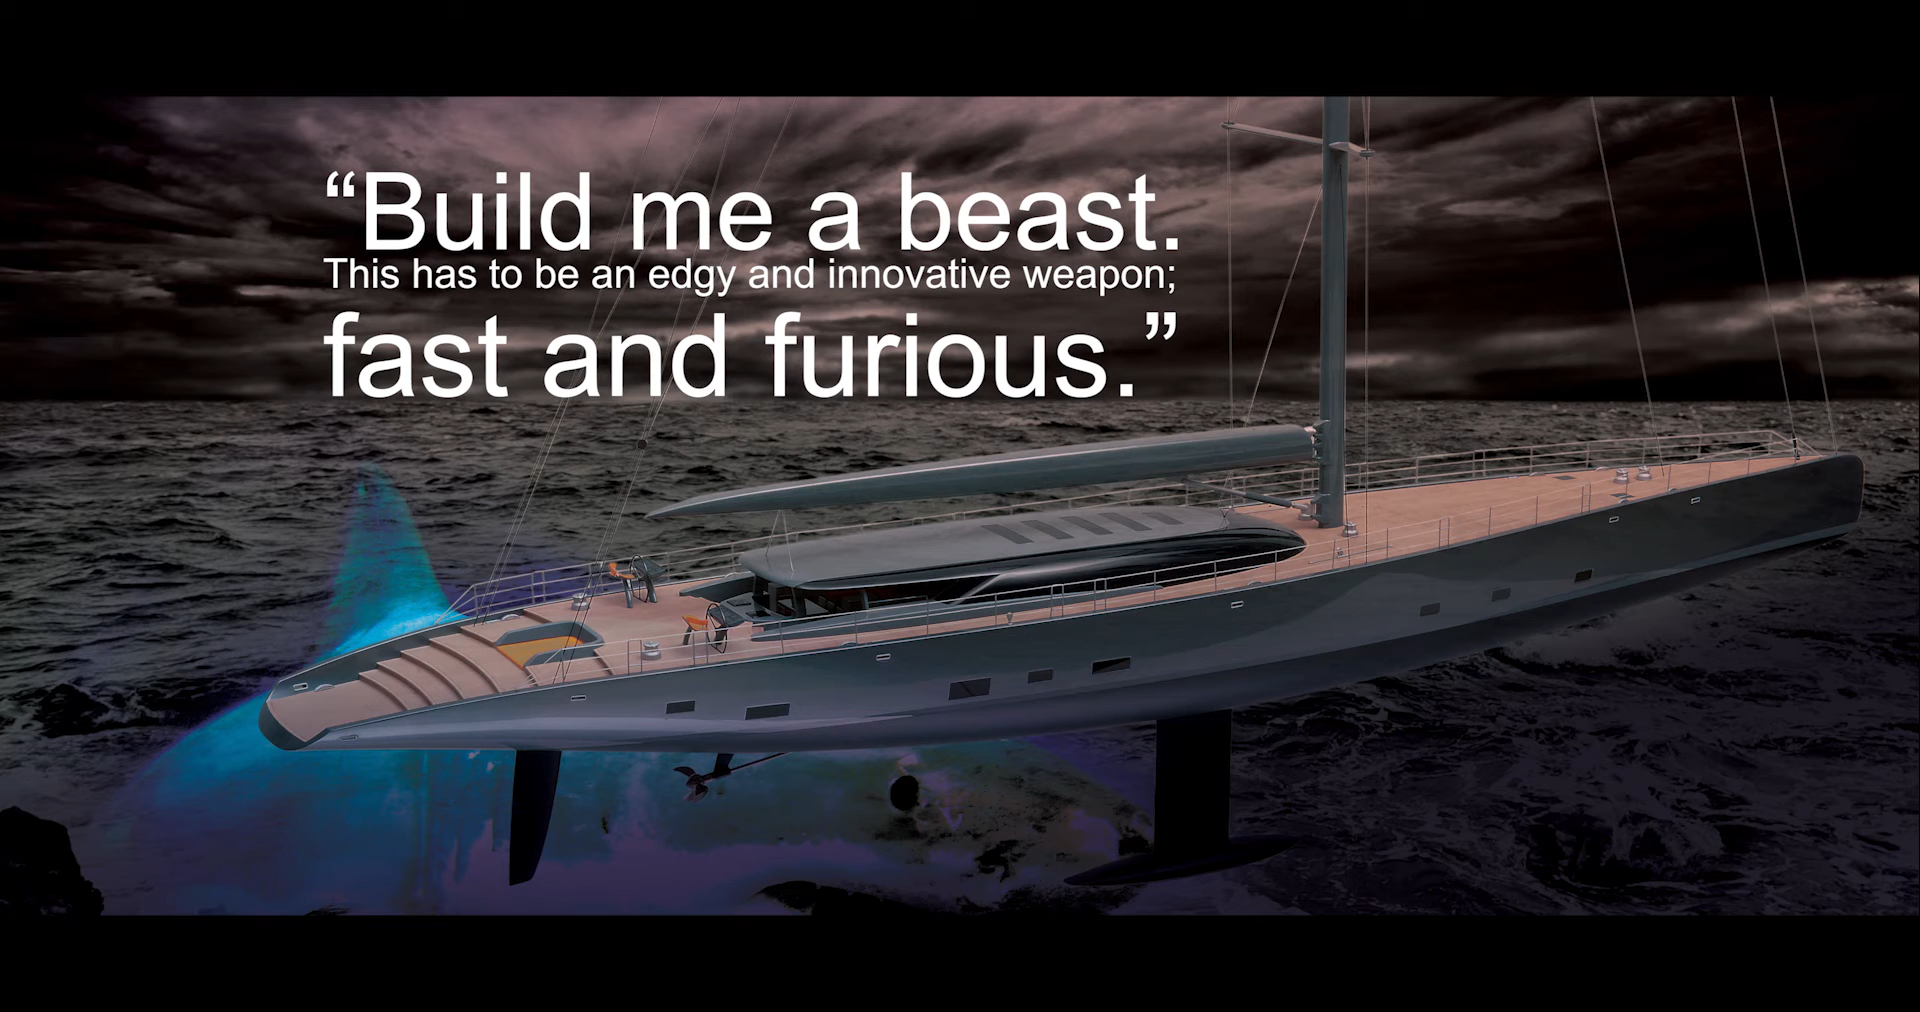 “Build me a beast.
This has to be an edgy and innovative weapon;
fast and furious.”